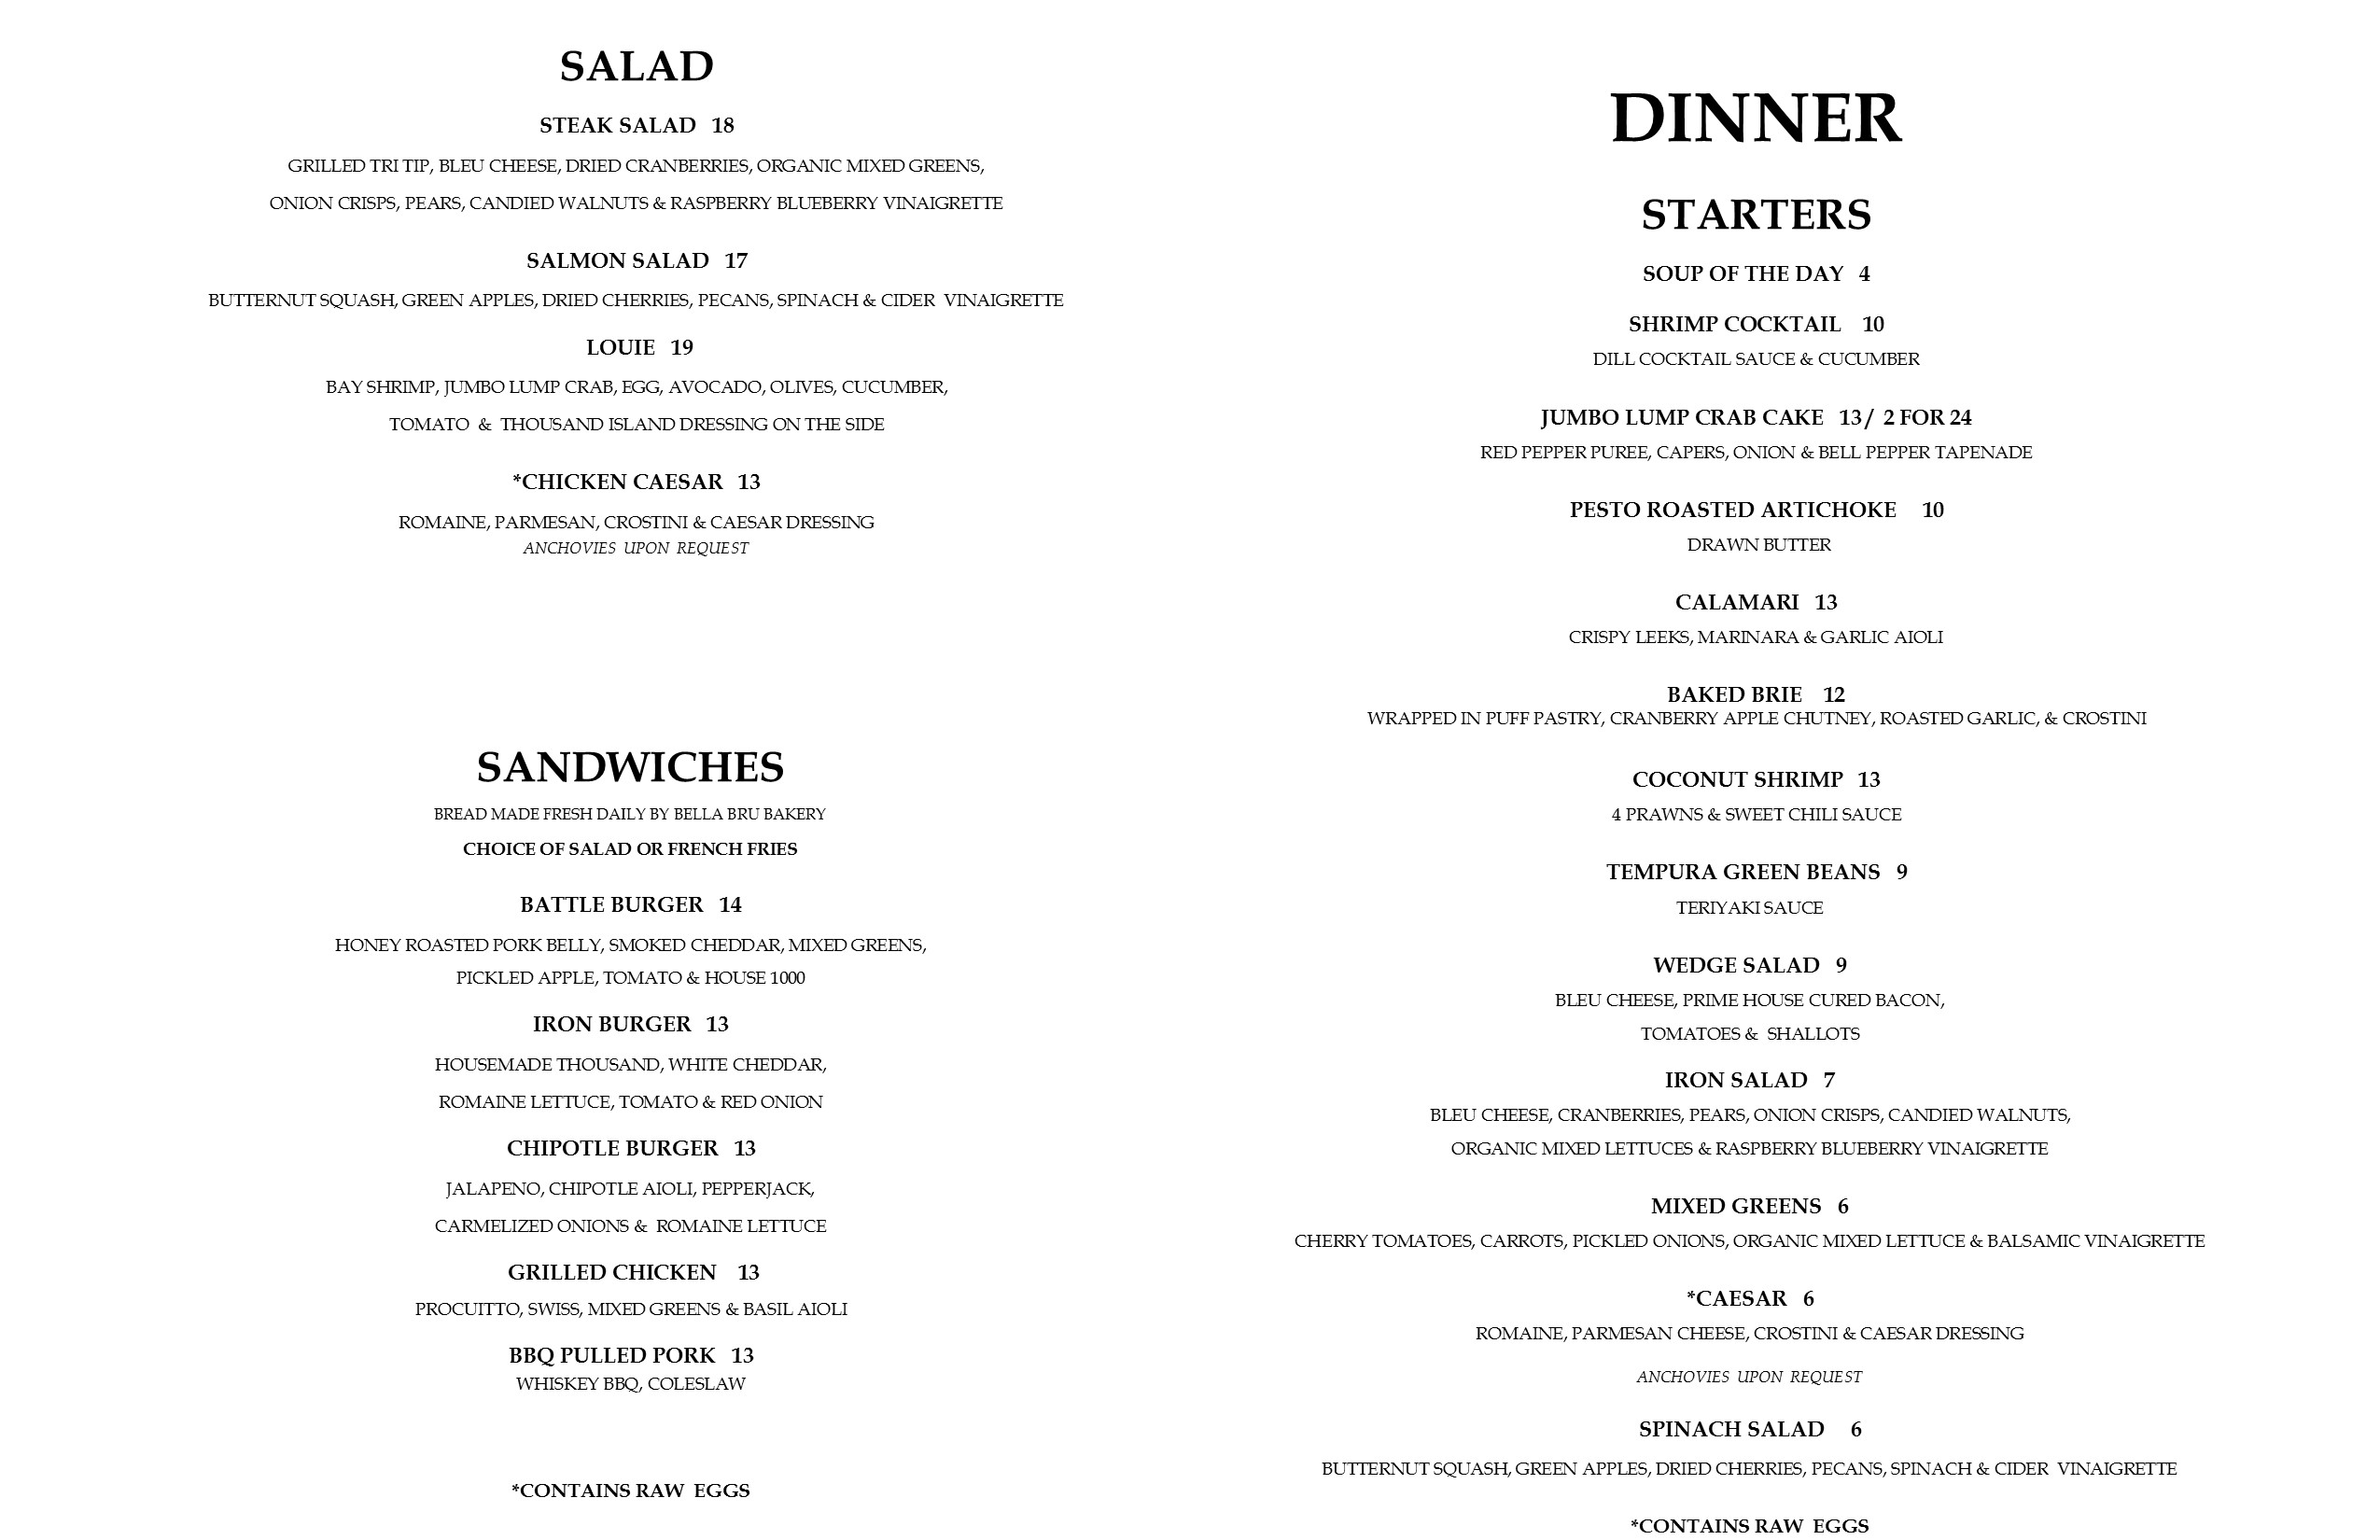 SALAD
STEAK SALAD 18
GRILLED TRI TIP, BLEU CHEESE, DRIED CRANBERRIES, ORGANIC MIXED GREENS,
ONION CRISPS, PEARS, CANDIED WALNUTS & RASPBERRY BLUEBERRY VINAIGRETTE
SALMON SALAD 17
BUTTERNUT SQUASH, GREEN APPLES, DRIED CHERRIES, PECANS, SPINACH & CIDER VINAIGRETTE
LOUIE 19
BAY SHRIMP, JUMBO LUMP CRAB, EGG, AVOCADO, OLIVES, CUCUMBER,
TOMATO & THOUSAND ISLAND DRESSING ON THE SIDE
*CHICKEN CAESAR 13
ROMAINE, PARMESAN, CROSTINI & CAESAR DRESSING
ANCHOVIES UPON REQUEST
SANDWICHES
BREAD MADE FRESH DAILY BY BELLA BRU BAKERY
CHOICE OF SALAD OR FRENCH FRIES
BATTLE BURGER 14
HONEY ROASTED PORK BELLY, SMOKED CHEDDAR, MIXED GREENS,
PICKLED APPLE, TOMATO & HOUSE 1000
IRON BURGER 13
HOUSEMADE THOUSAND, WHITE CHEDDAR,
ROMAINE LETTUCE, TOMATO & RED ONION
CHIPOTLE BURGER 13
JALAPENO, CHIPOTLE AIOLI, PEPPERJACK,
CARMELIZED ONIONS & ROMAINE LETTUCE
GRILLED CHICKEN 13
PROCUITTO, SWISS, MIXED GREENS & BASIL AIOLI
BBQ PULLED PORK 13
WHISKEY BBQ, COLESLAW
*CONTAINS RAW EGGS
DINNER
STARTERS
SOUP OF THE DAY 4
SHRIMP COCKTAIL 10
DILL COCKTAIL SAUCE & CUCUMBER
JUMBO LUMP CRAB CAKE 13/ 2 FOR 24
RED PEPPER PUREE, CAPERS, ONION & BELL PEPPER TAPENADE
PESTO ROASTED ARTICHOKE 10
DRAWN BUTTER
CALAMARI 13
CRISPY LEEKS, MARINARA & GARLIC AIOLI
BAKED BRIE 12
WRAPPED IN PUFF PASTRY, CRANBERRY APPLE CHUTNEY, ROASTED GARLIC, & CROSTINI
COCONUT SHRIMP 13
4 PRAWNS & SWEET CHILI SAUCE
TEMPURA GREEN BEANS 9
TERIYAKI SAUCE
WEDGE SALAD 9
BLEU CHEESE, PRIME HOUSE CURED BACON,
TOMATOES & SHALLOTS
IRON SALAD 7
BLEU CHEESE, CRANBERRIES, PEARS, ONION CRISPS, CANDIED WALNUTS,
ORGANIC MIXED LETTUCES & RASPBERRY BLUEBERRY VINAIGRETTE
MIXED GREENS 6
CHERRY TOMATOES, CARROTS, PICKLED ONIONS, ORGANIC MIXED LETTUCE & BALSAMIC VINAIGRETTE
*CAESAR 6
ROMAINE, PARMESAN CHEESE, CROSTINI & CAESAR DRESSING
ANCHOVIES UPON REQUEST
SPINACH SALAD 6
BUTTERNUT SQUASH, GREEN APPLES, DRIED CHERRIES, PECANS, SPINACH & CIDER VINAIGRETTE
*CONTAINS RAW EGGS